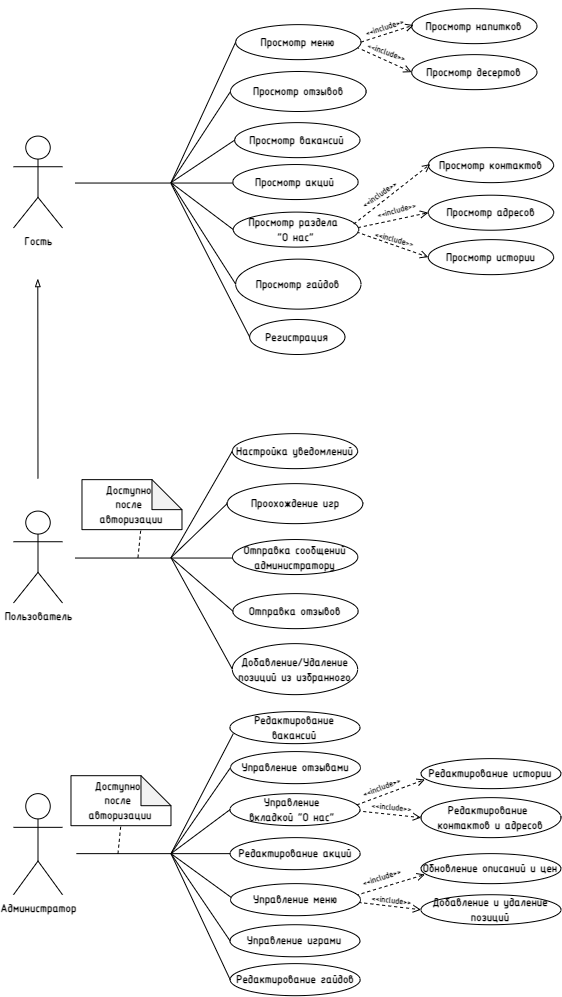 Просмотр меню
<<include>>
Просмотр напитков
<<include>>
Просмотр десертов
Просмотр отзывов
Просмотр вакансий
Просмотр акций
Просмотр раздела
"О нас"
<<include>>
Просмотр контактов
<<include>>
Просмотр адресов
<<include>>
Просмотр истории
Просмотр гайдов
Регистрация
Гость
Настройка уведомлений
Проохождение игр
Отправка сообщений
администратору
Отправка отзывов
Добавление/Удаление
позиций из избранного
Доступно
после
авторизации
Пользователь
Редактирование
вакансий
Управление отзывами
Управление
вкладкой "О нас"
<<include>>
Редактирование истории
<<include>>
Редактирование
контактов и адресов
Редактирование акций
Управление меню
<<include>>
Обновление описаний и цен
<<include>>
Добавление и удаление
позиций
Управление играми
Редактирование гайдов
Доступно
после
авторизации
Администратор